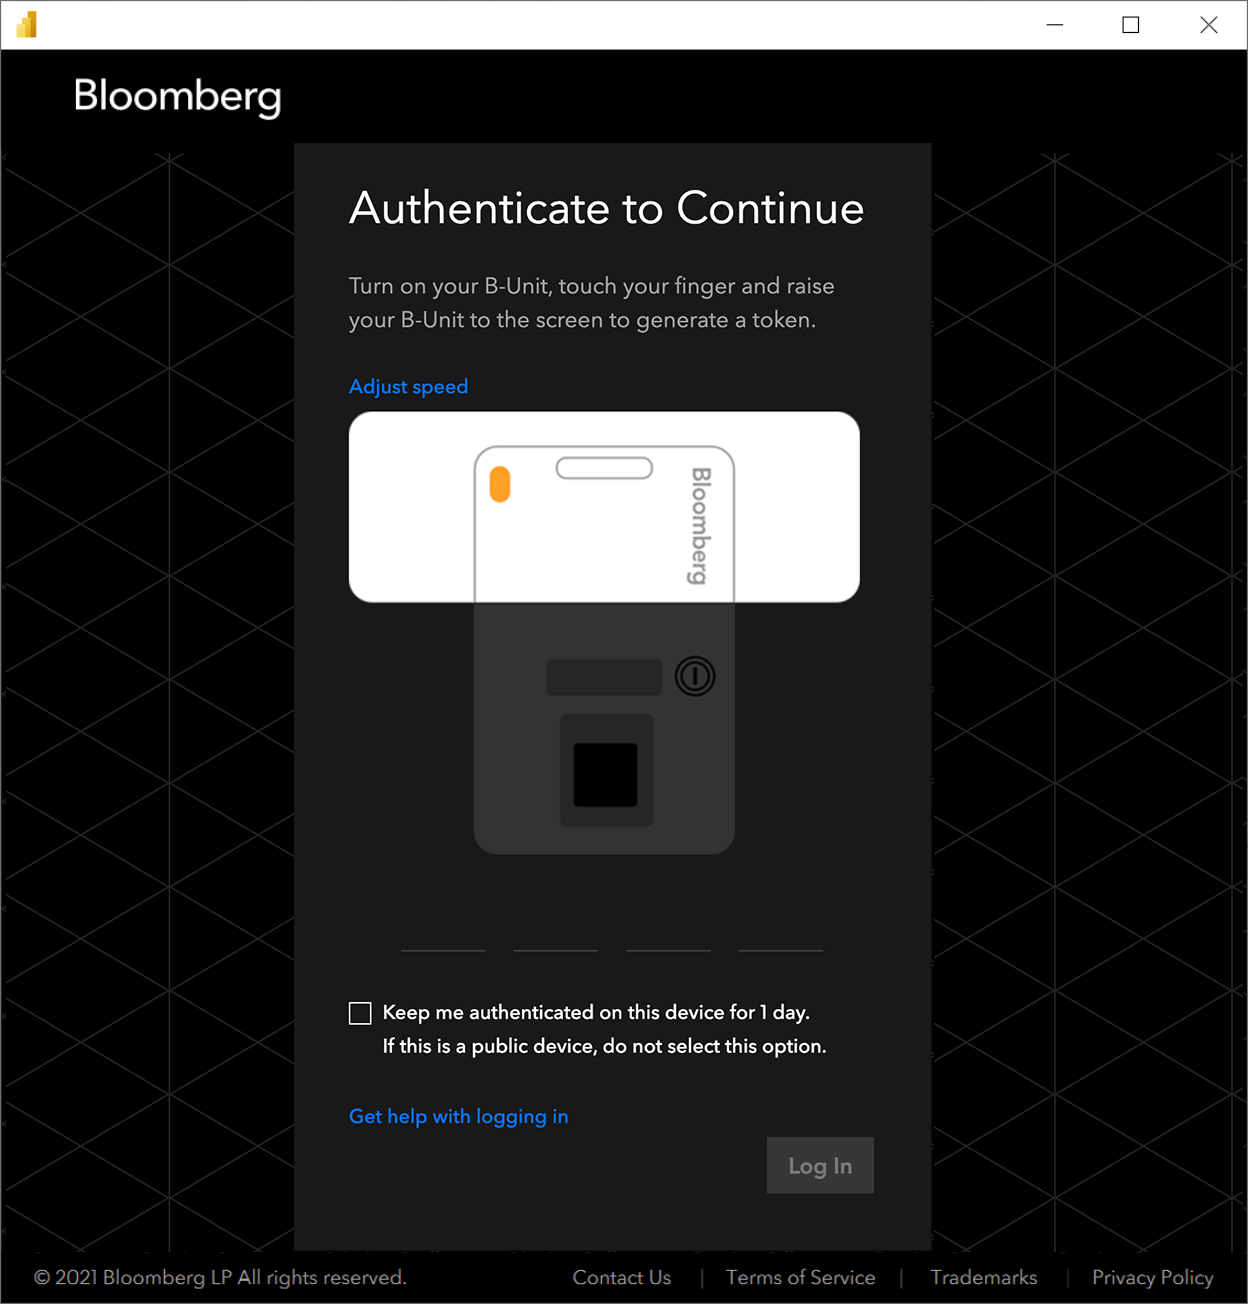 Bloomberg
Authenticate to Continue
Turn on your B-Unit, touch your finger and raise
your B-Unit to the screen to generate a token.
Adjust speed
Bloomberg
Keep me authenticated on this device for 1 day.
If this is a public device, do not select this option.
Get help with logging in
Log In
© 2021 Bloomberg LP All rights reserved.
Contact Us | Terms of Service | Trademarks | Privacy Policy